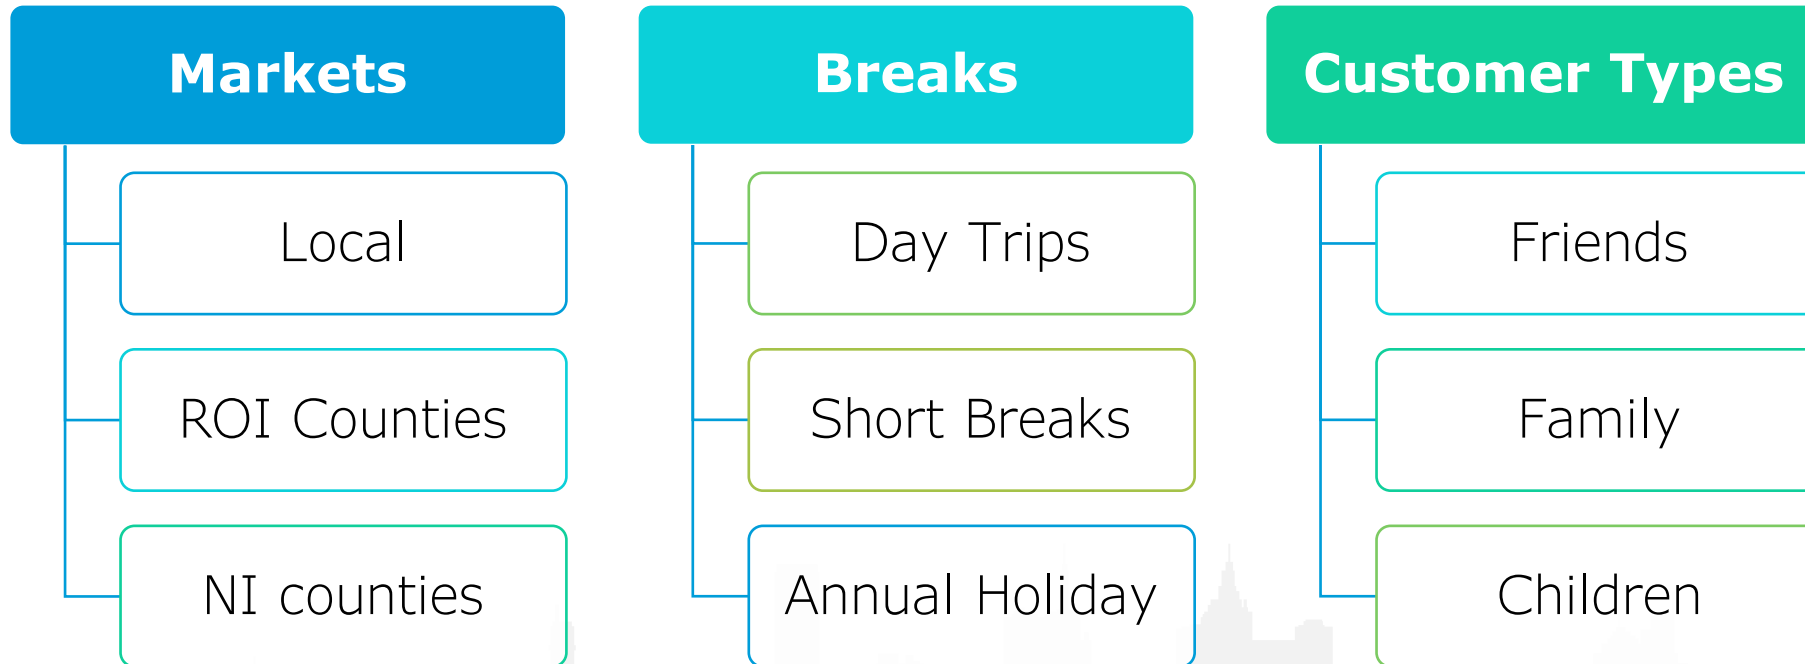 Markets
Local
ROI Counties
NI counties
Breaks
Day Trips
Short Breaks
Annual Holiday
Customer Types
Friends
Family
Children